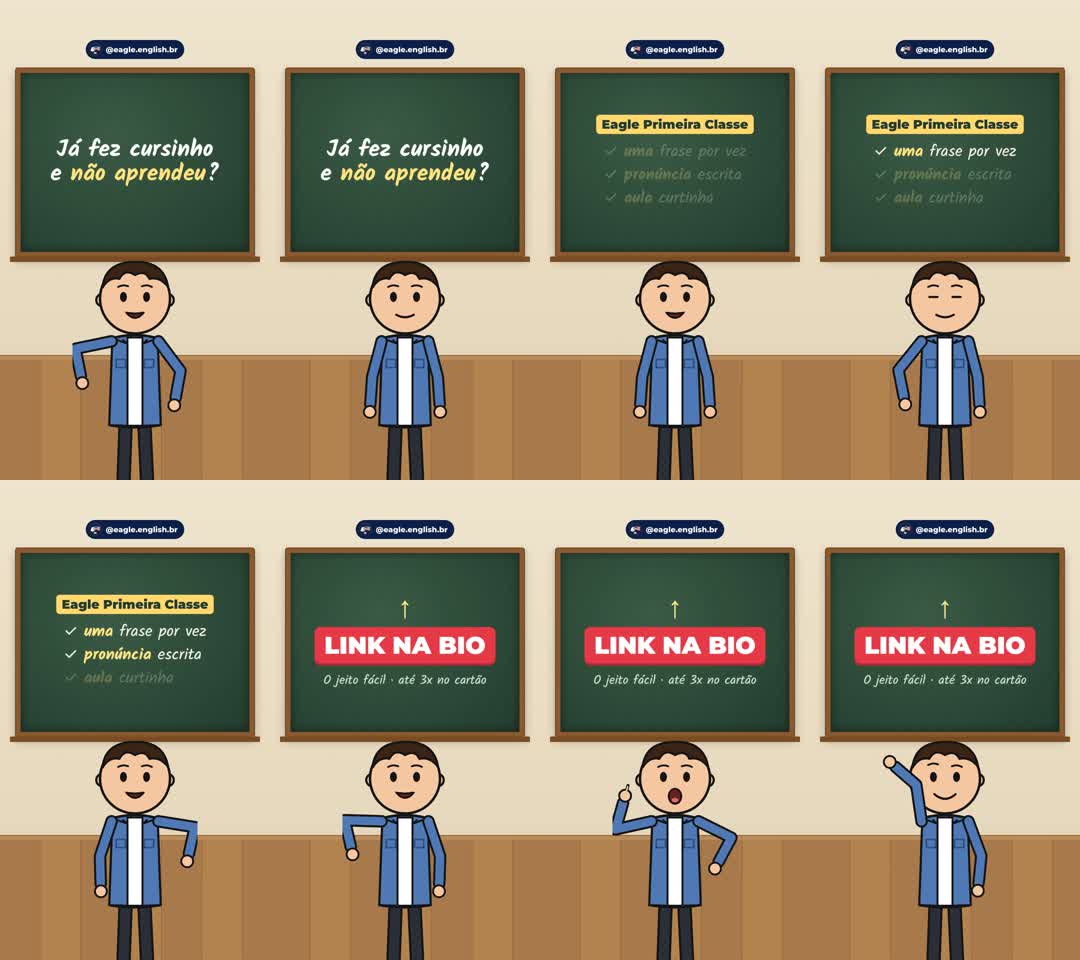 @eagle.english.br
Já fez cursinho
e não aprendeu?
@eagle.english.br
Já fez cursinho
e não aprendeu?
@eagle.english.br
Eagle Primeira Classe
✓ uma frase por vez
✓ pronúncia escrita
✓ aula curtinha
@eagle.english.br
Eagle Primeira Classe
✓ uma frase por vez
✓ pronúncia escrita
✓ aula curtinha
@eagle.english.br
Eagle Primeira Classe
✓ uma frase por vez
✓ pronúncia escrita
✓ aula curtinha
@eagle.english.br
↑
LINK NA BIO
O jeito fácil · até 3x no cartão
@eagle.english.br
↑
LINK NA BIO
O jeito fácil · até 3x no cartão
@eagle.english.br
↑
LINK NA BIO
O jeito fácil · até 3x no cartão